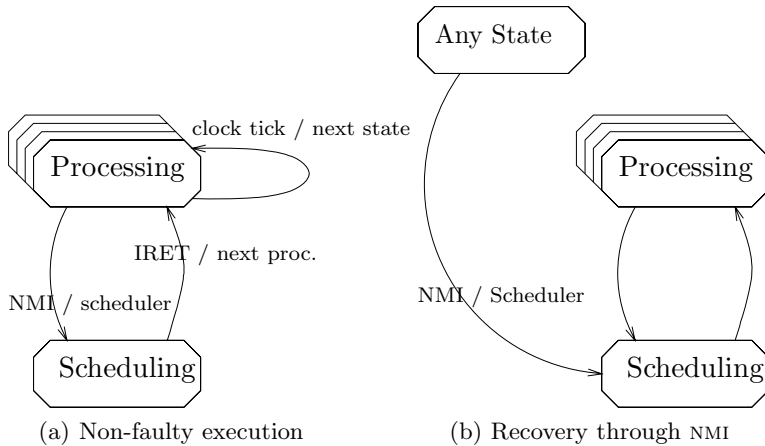 Any State
clock tick / next state
Processing
Processing
IRET / next proc.
NMI / scheduler
NMI / Scheduler
Scheduling
Scheduling
(a) Non-faulty execution
(b) Recovery through NMI